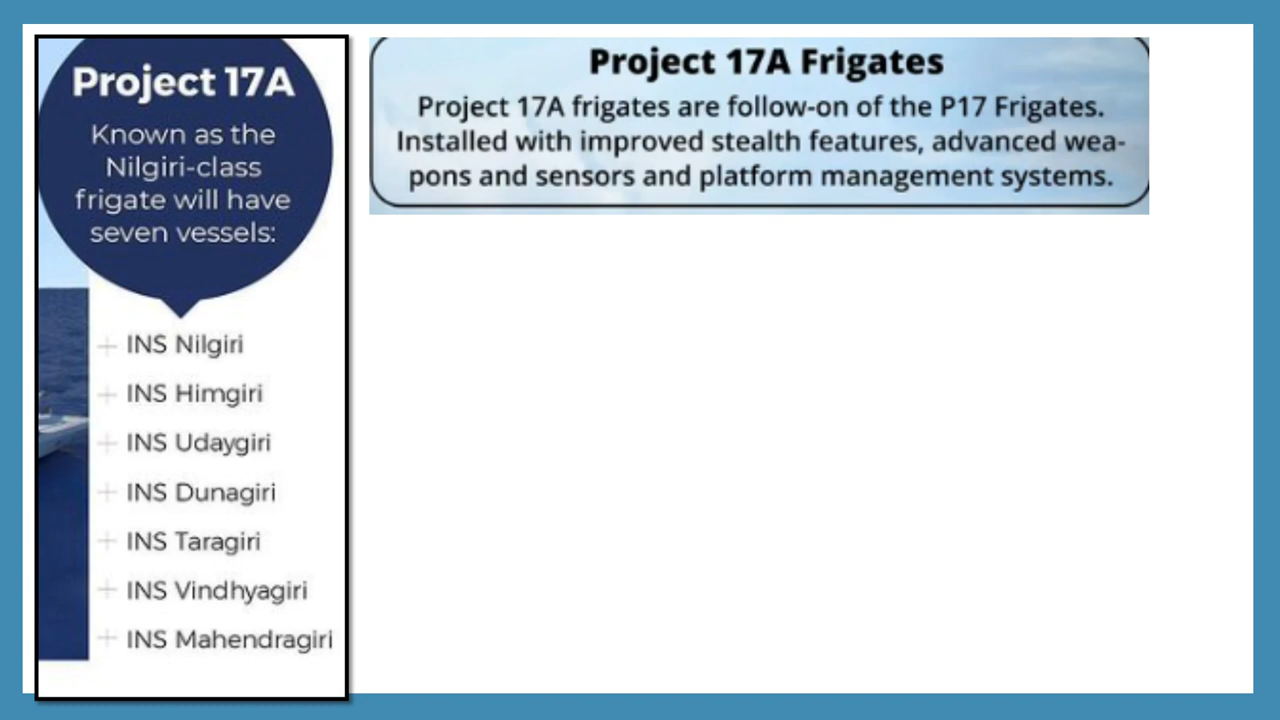 Project 17A
Known as the
Nilgiri-class
frigate will have
seven vessels:
INS Nilgiri
INS Himgiri
INS Udaygiri
INS Dunagiri
INS Taragiri
INS Vindhyagiri
INS Mahendragiri
Project 17A Frigates
Project 17A frigates are follow-on of the P17 Frigates.
Installed with improved stealth features, advanced wea-
pons and sensors and platform management systems.